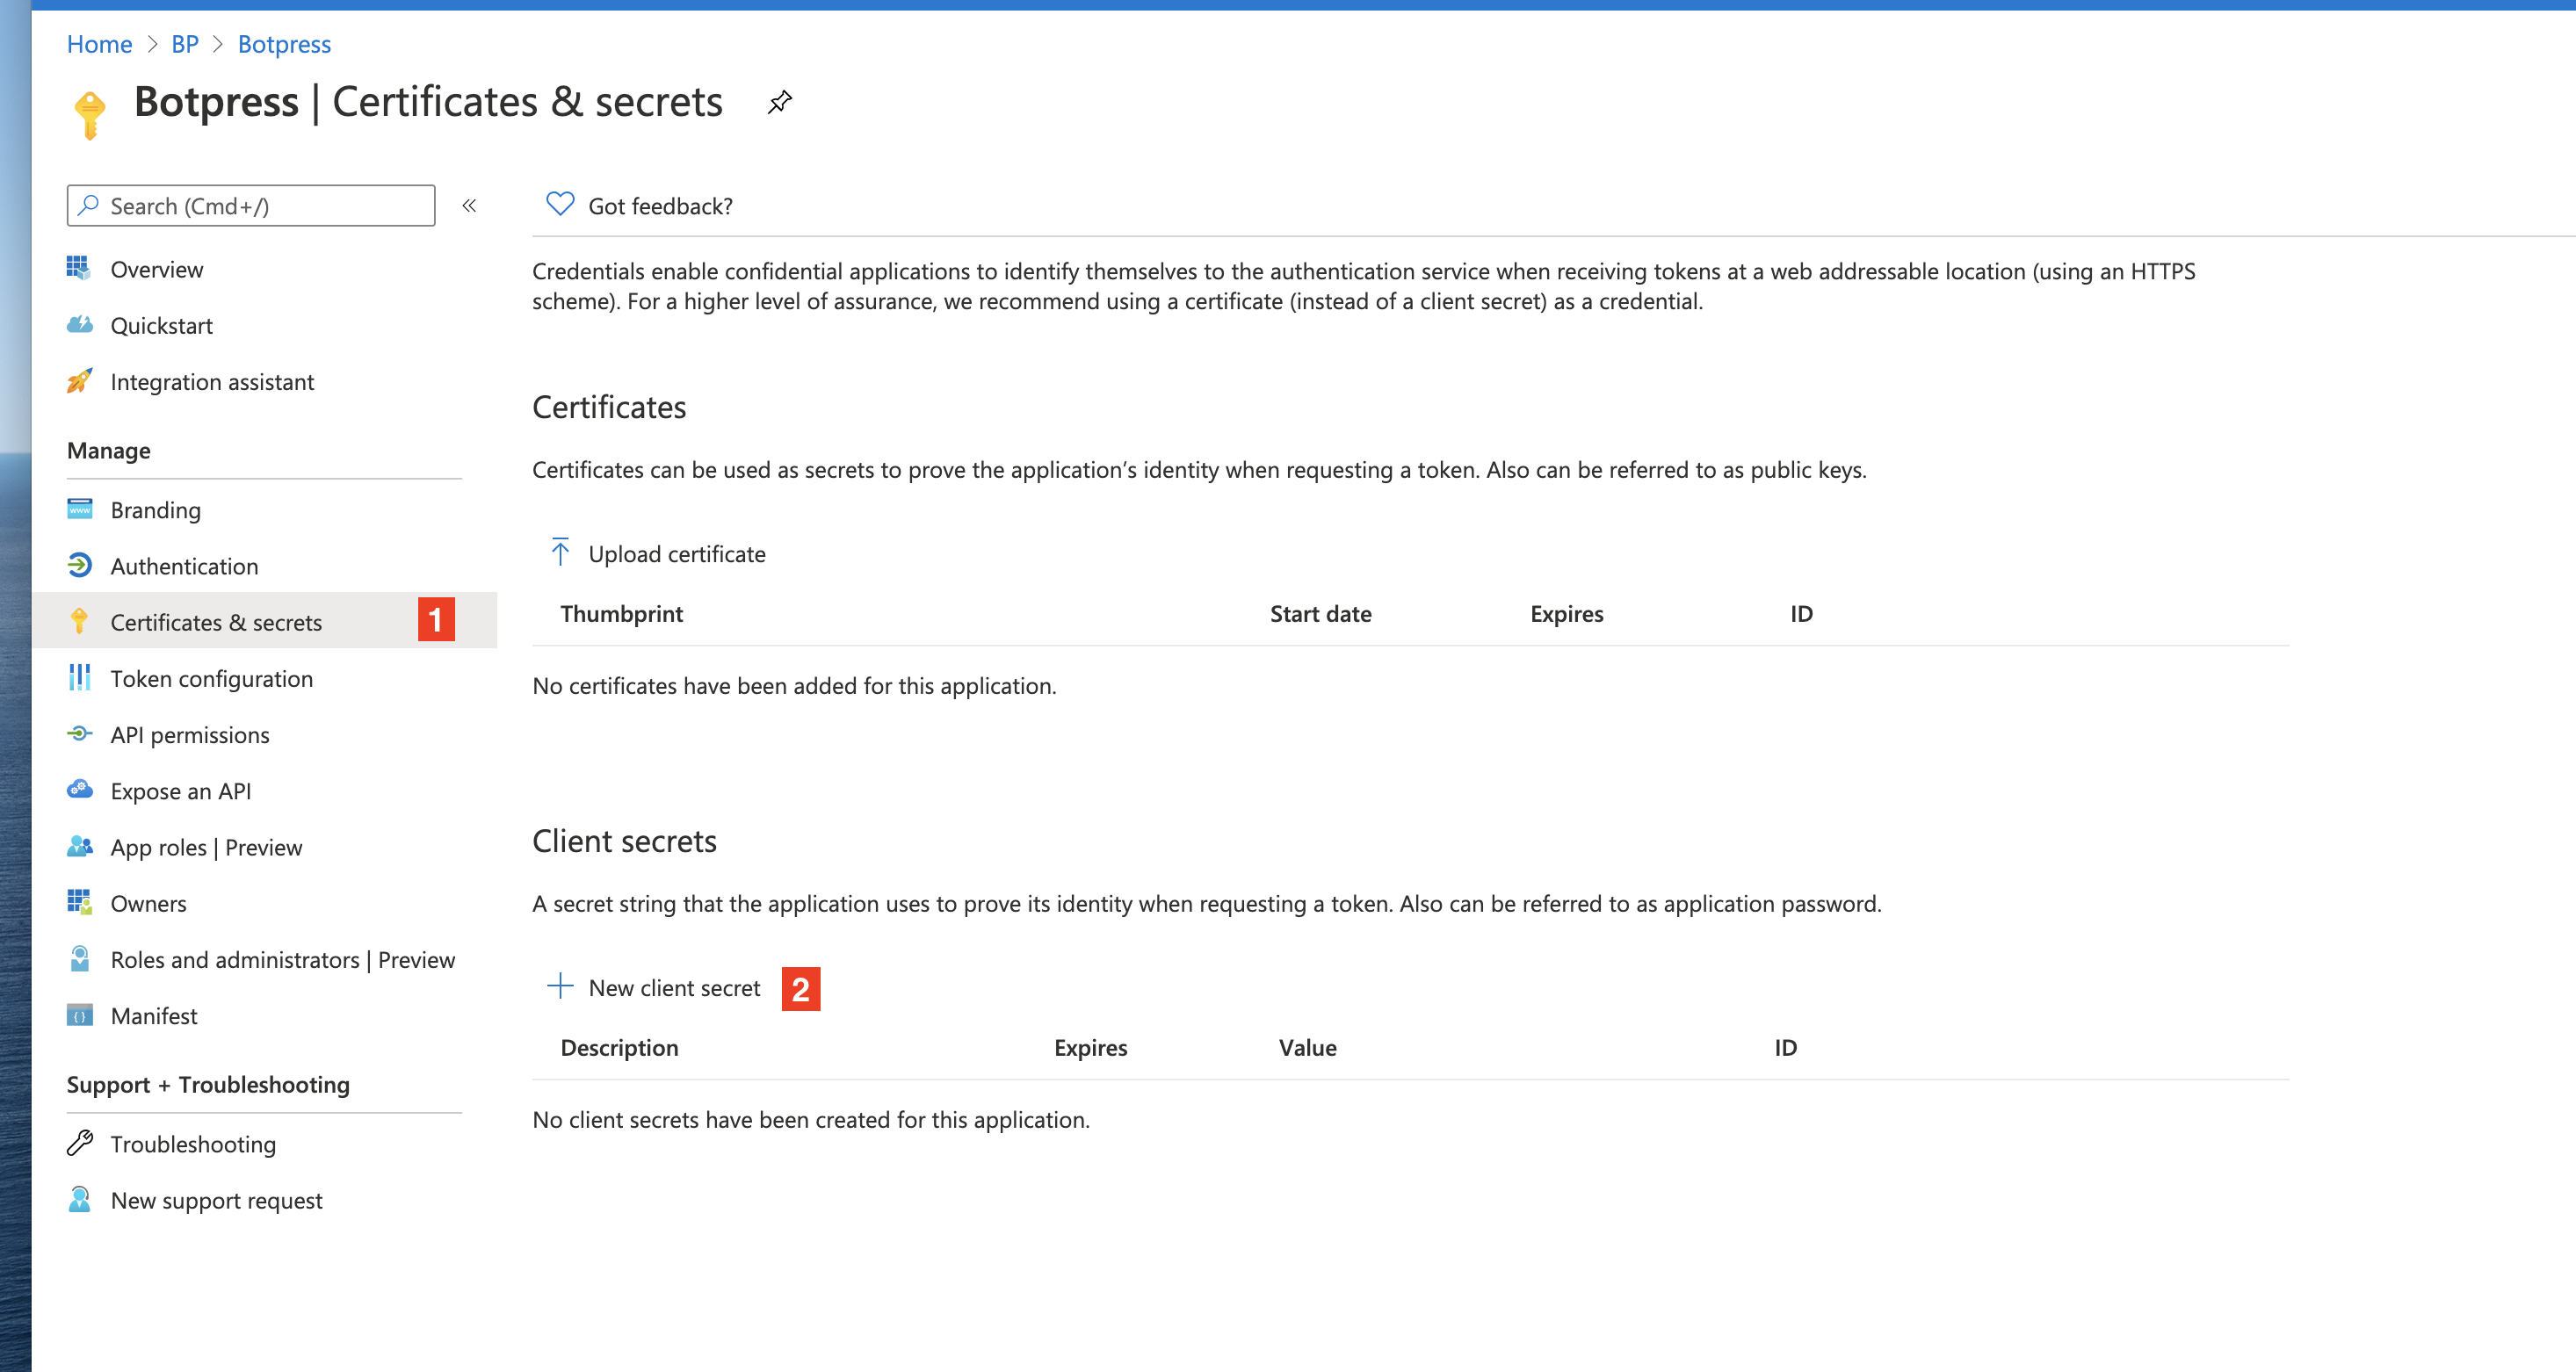 Home > BP > Botpress
Botpress | Certificates & secrets
Search (Cmd+/)
«
Overview
Quickstart
Integration assistant
Manage
Branding
Authentication
Certificates & secrets 1
Token configuration
API permissions
Expose an API
App roles | Preview
Owners
Roles and administrators | Preview
Manifest
Support + Troubleshooting
Troubleshooting
New support request
Got feedback?
Credentials enable confidential applications to identify themselves to the authentication service when receiving tokens at a web addressable location (using an HTTPS
scheme). For a higher level of assurance, we recommend using a certificate (instead of a client secret) as a credential.
Certificates
Certificates can be used as secrets to prove the application’s identity when requesting a token. Also can be referred to as public keys.
Upload certificate
Thumbprint Start date Expires ID
No certificates have been added for this application.
Client secrets
A secret string that the application uses to prove its identity when requesting a token. Also can be referred to as application password.
New client secret 2
Description Expires Value ID
No client secrets have been created for this application.